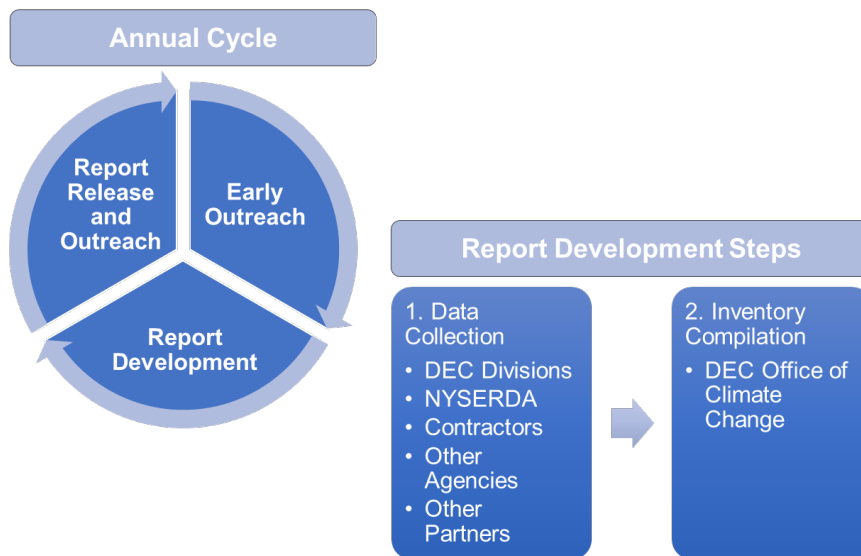 Annual Cycle
Report
Release
and
Outreach
Early
Outreach
Report
Development
Report Development Steps
1. Data
Collection
• DEC Divisions
• NYSERDA
• Contractors
• Other
Agencies
• Other
Partners
2. Inventory
Compilation
• DEC Office of
Climate
Change